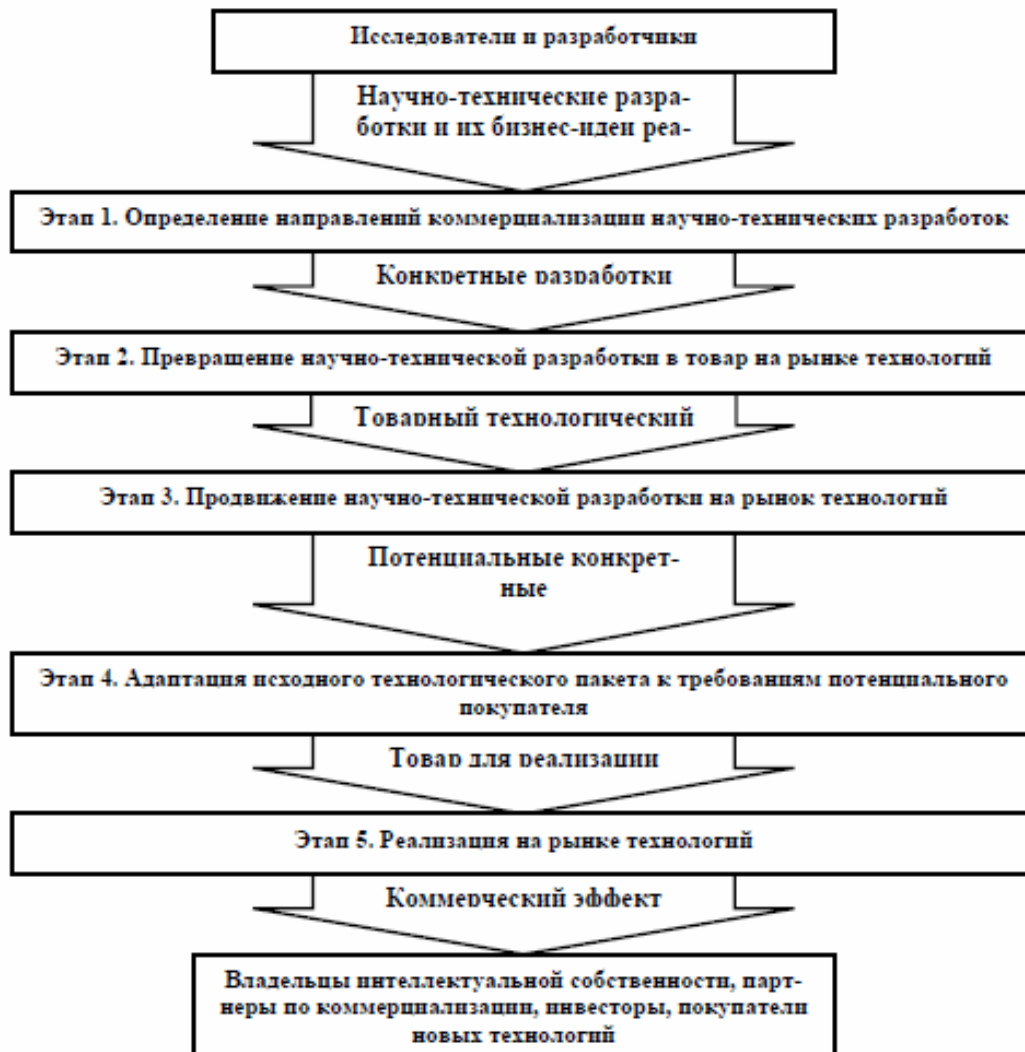 Исследователи и разработчики
Научно-технические разра-
ботки и их бизнес-идеи реа-
Этап 1. Определение направлений коммерциализации научно-технических разработок
Конкретные разработки
Этап 2. Превращение научно-технической разработки в товар на рынке технологий
Товарный технологический
Этап 3. Продвижение научно-технической разработки на рынок технологий
Потенциальные конкрет-
ные
Этап 4. Адаптация исходного технологического пакета к требованиям потенциального
покупателя
Товар для реализации
Этап 5. Реализация на рынке технологий
Коммерческий эффект
Владельцы интеллектуальной собственности, парт-
неры по коммерциализации, инвесторы, покупатели
новых технологий